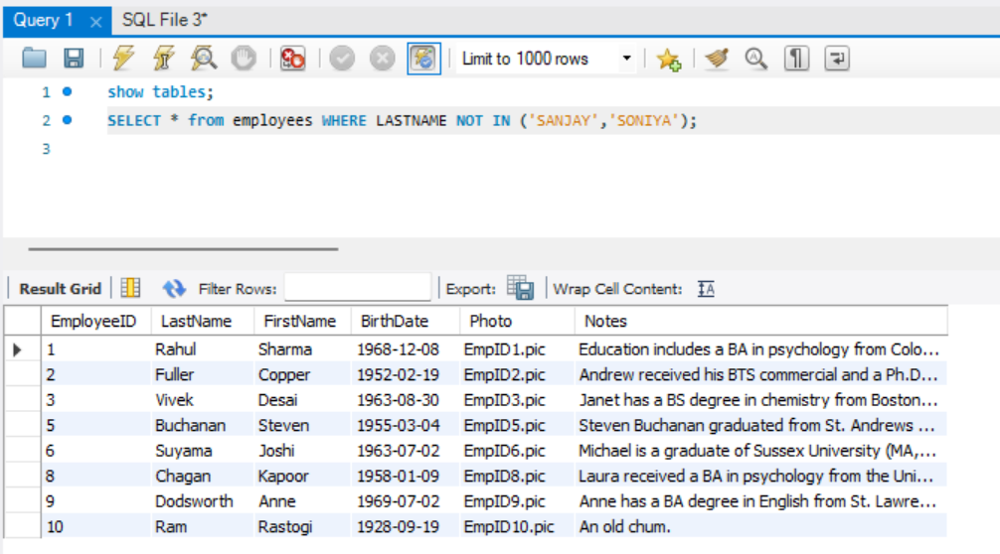 Query 1 × SQL File 3*
Limit to 1000 rows
1 show tables;
2 SELECT * from employees WHERE LASTNAME NOT IN ('SANJAY','SONIYA');
3
Result Grid Filter Rows: Export: Wrap Cell Content: IA
EmployeeID LastName FirstName BirthDate Photo Notes
1 Rahul Sharma 1968-12-08 EmpID1.pic Education includes a BA in psychology from Colo...
2 Fuller Copper 1952-02-19 EmpID2.pic Andrew received his BTS commercial and a Ph.D...
3 Vivek Desai 1963-08-30 EmpID3.pic Janet has a BS degree in chemistry from Boston...
5 Buchanan Steven 1955-03-04 EmpID5.pic Steven Buchanan graduated from St. Andrews ...
6 Suyama Joshi 1963-07-02 EmpID6.pic Michael is a graduate of Sussex University (MA,...
8 Chagan Kapoor 1958-01-09 EmpID8.pic Laura received a BA in psychology from the Uni...
9 Dodsworth Anne 1969-07-02 EmpID9.pic Anne has a BA degree in English from St. Lawre...
10 Ram Rastogi 1928-09-19 EmpID10.pic An old chum.